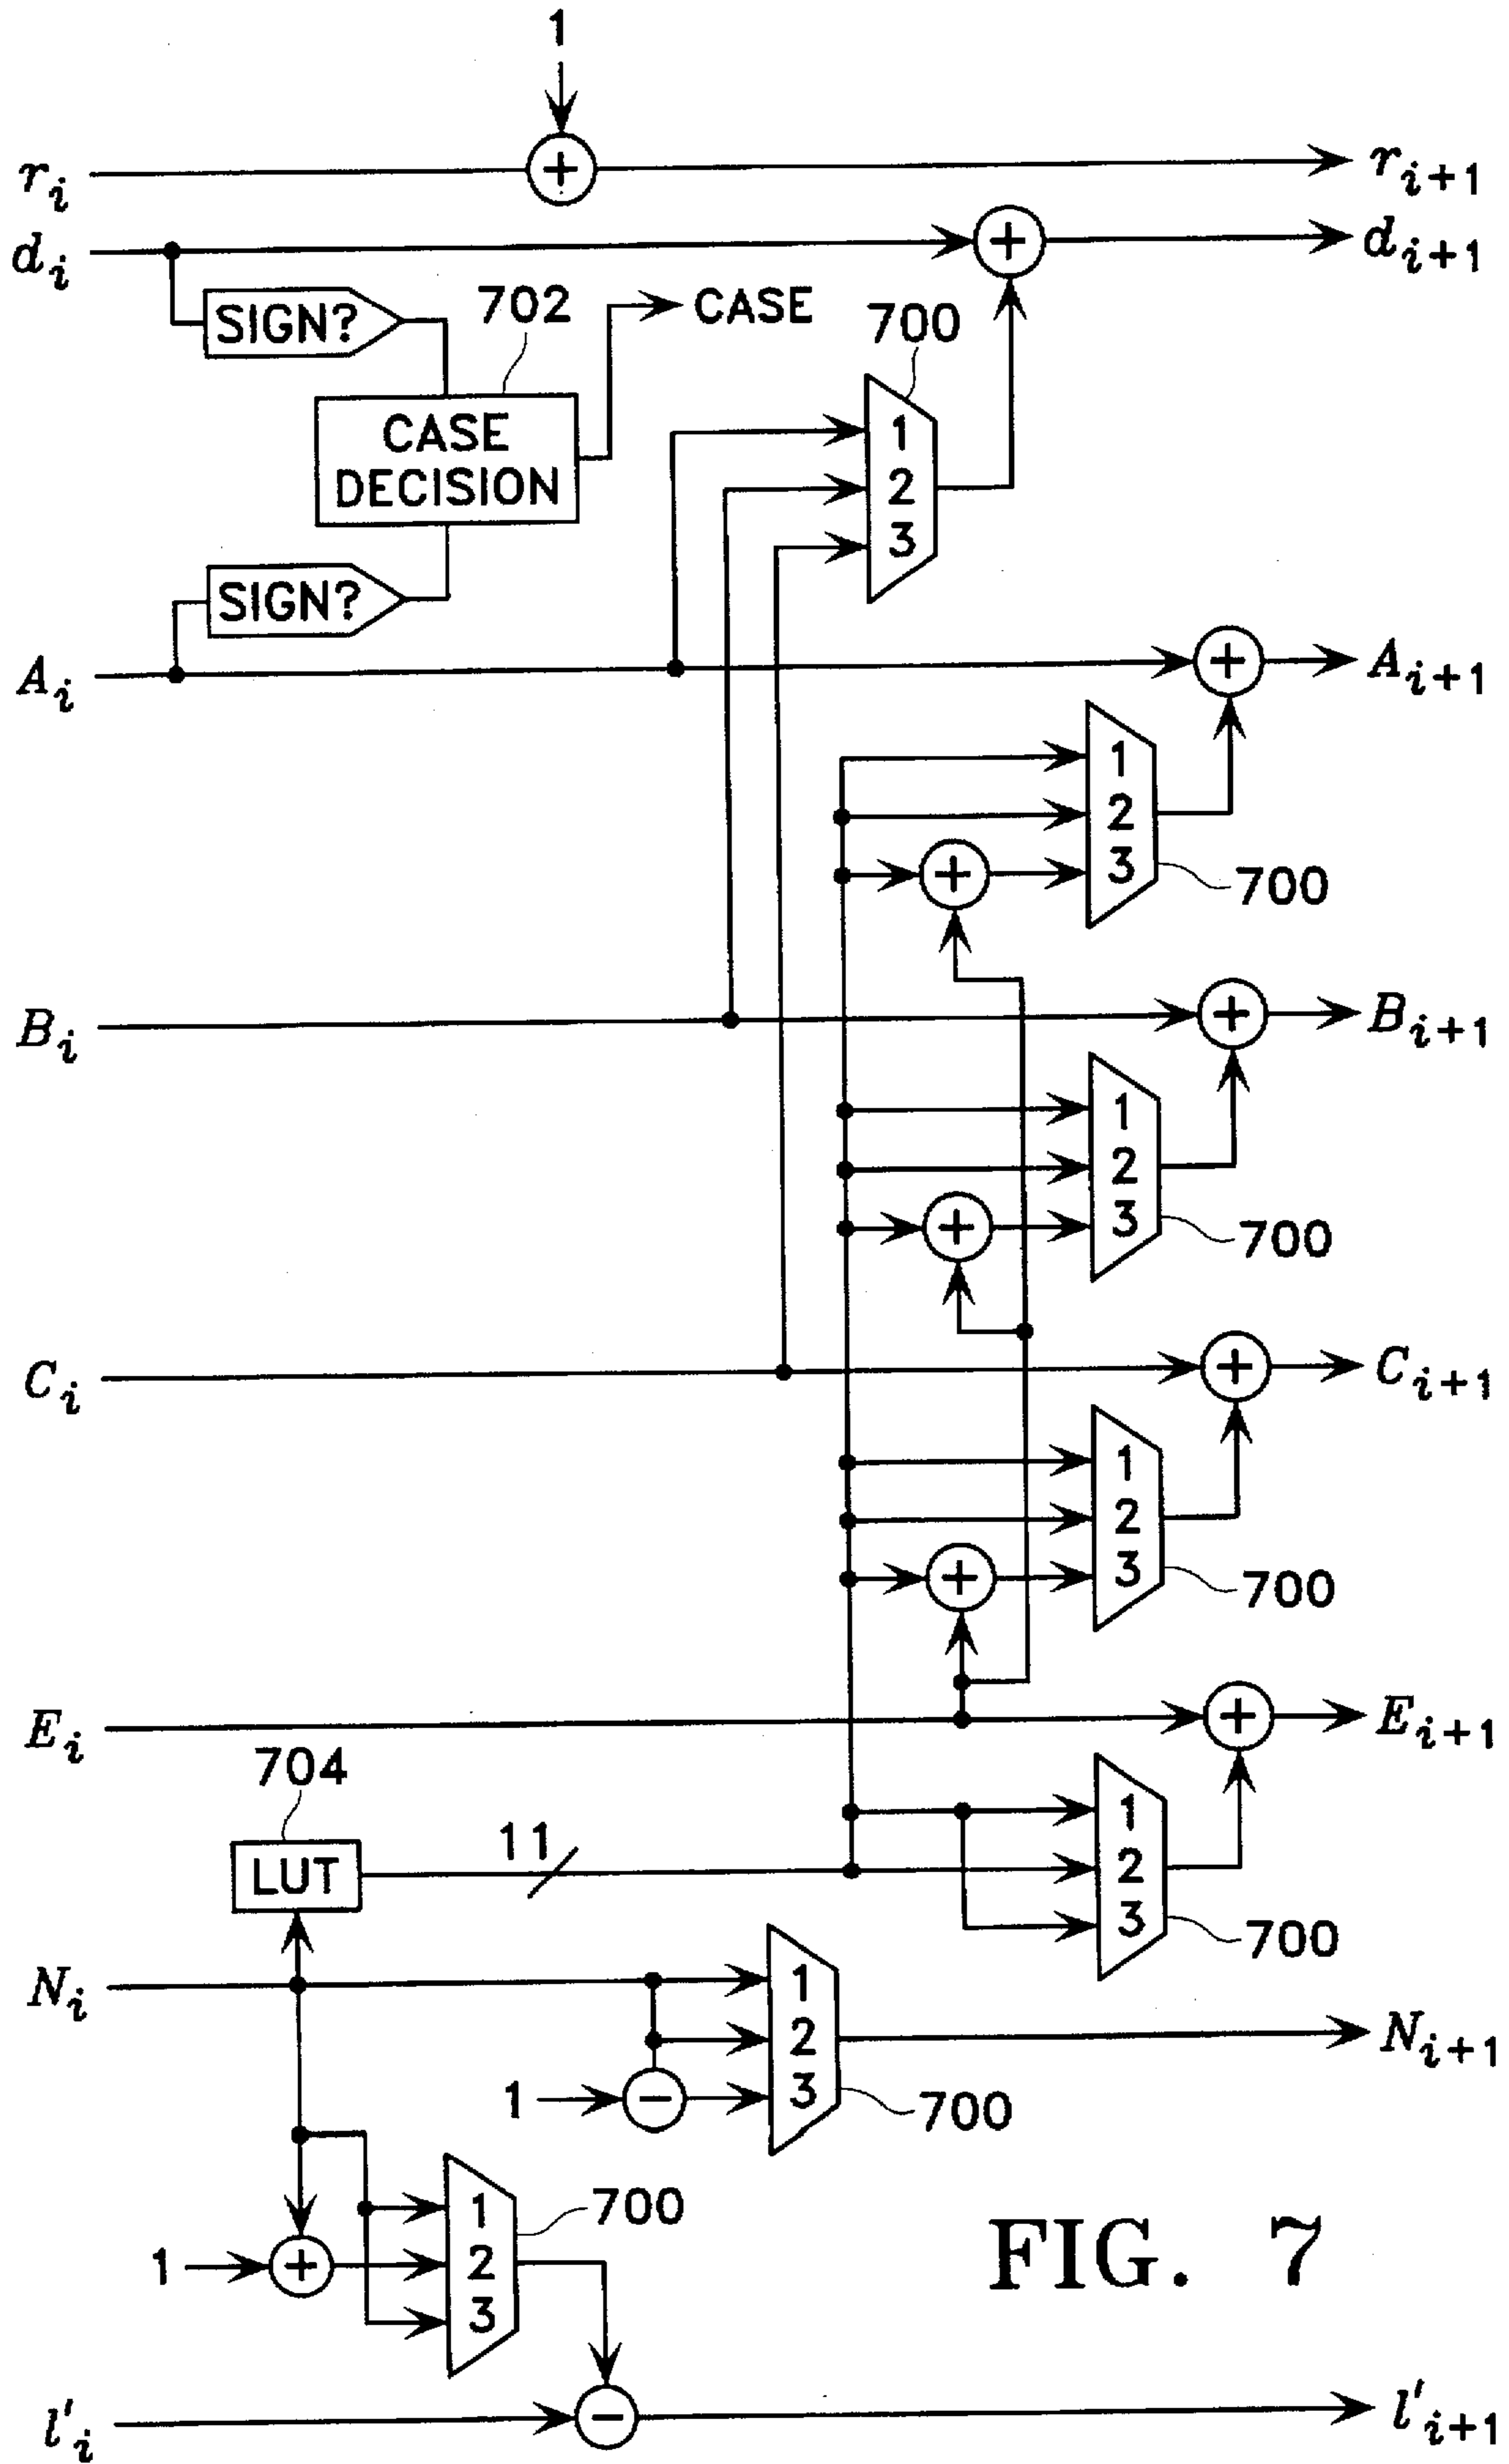 1
r_i
r_{i+1}
d_i
d_{i+1}
SIGN?
702
CASE
700
CASE
DECISION
1
2
3
SIGN?
A_i
A_{i+1}
1
2
3
700
B_i
B_{i+1}
1
2
3
700
C_i
C_{i+1}
1
2
3
700
E_i
E_{i+1}
704
LUT
11
1
2
3
700
N_i
N_{i+1}
1
2
3
1
700
1
2
3
700
1
FIG. 7
l'_i
l'_{i+1}